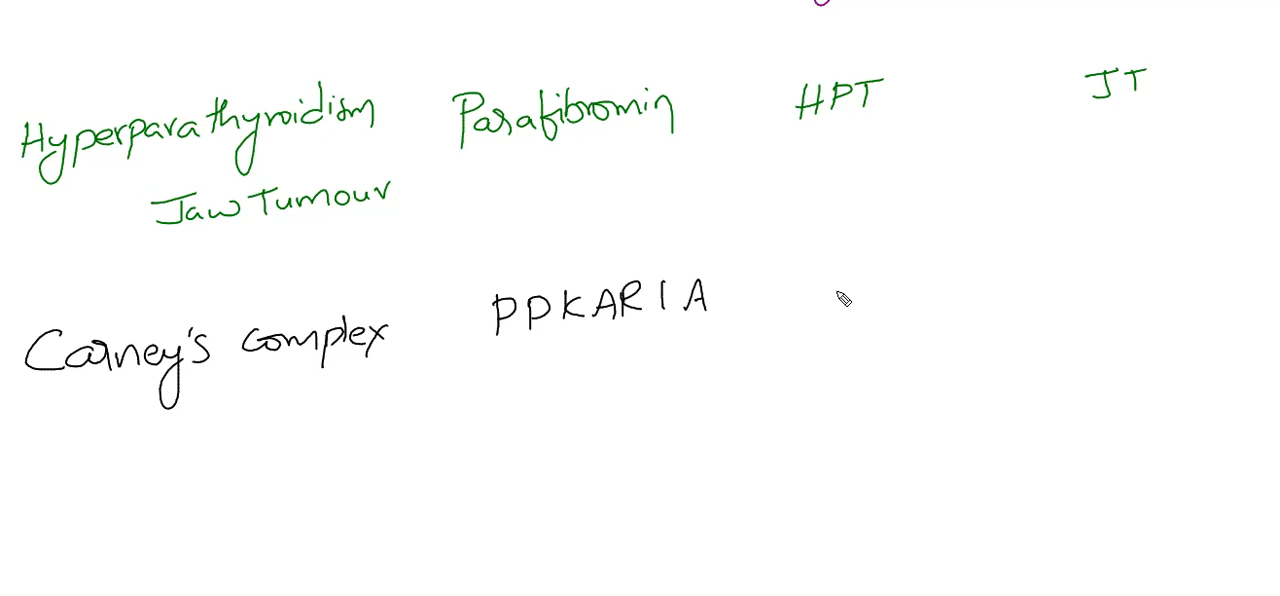 Hyperparathyroidism Parafibromin HPT JT
Jaw Tumour
Carney's complex PPKAR1A